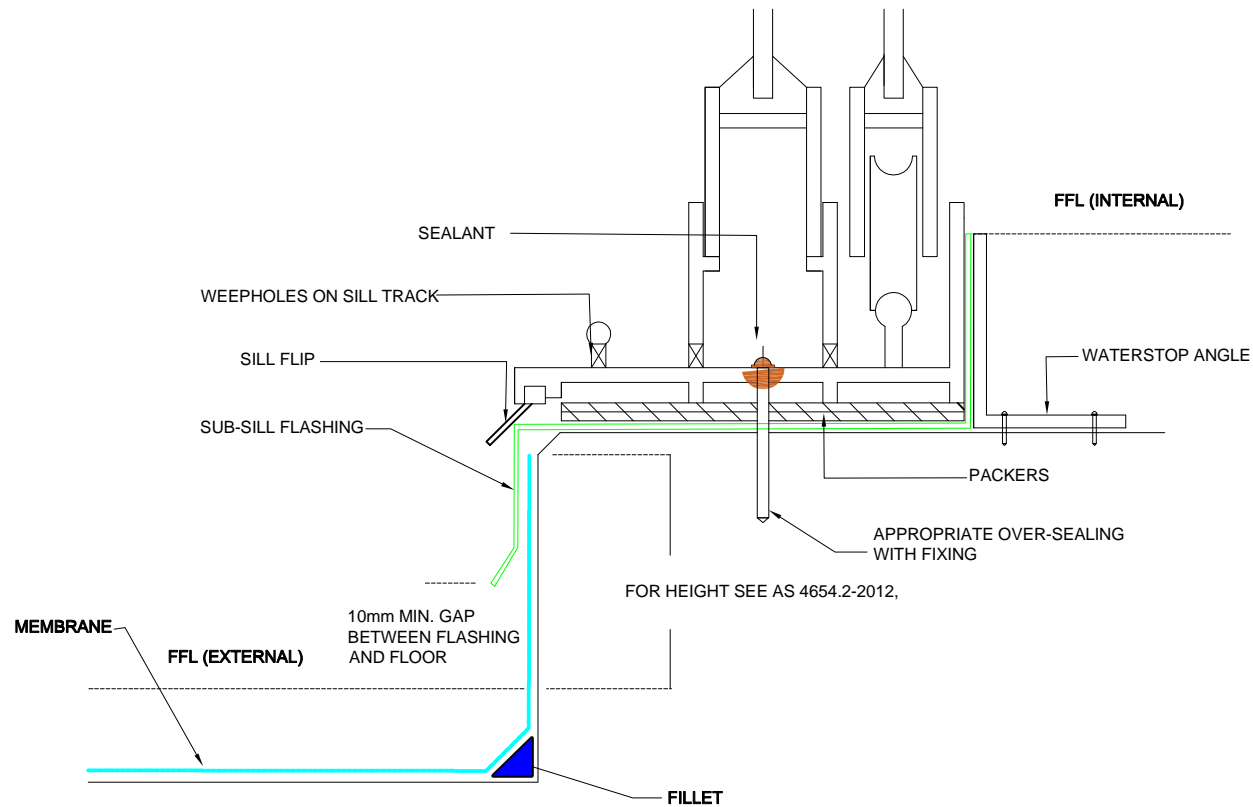 FFL (INTERNAL)
SEALANT
WEEPHOLES ON SILL TRACK
SILL FLIP
WATERSTOP ANGLE
SUB-SILL FLASHING
PACKERS
APPROPRIATE OVER-SEALING
WITH FIXING
FOR HEIGHT SEE AS 4654.2-2012,
10mm MIN. GAP
BETWEEN FLASHING
AND FLOOR
MEMBRANE
FFL (EXTERNAL)
FILLET